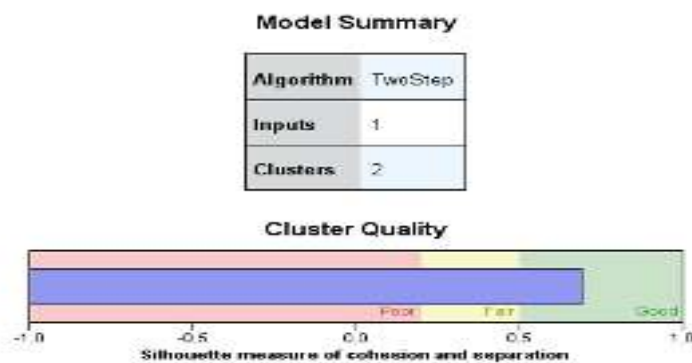 Model Summary
Algorithm TwoStep
Inputs 1
Clusters 2
Cluster Quality
Poor Fair Good
-1.0 -0.5 0.0 0.5 1.0
Silhouette measure of cohesion and separation